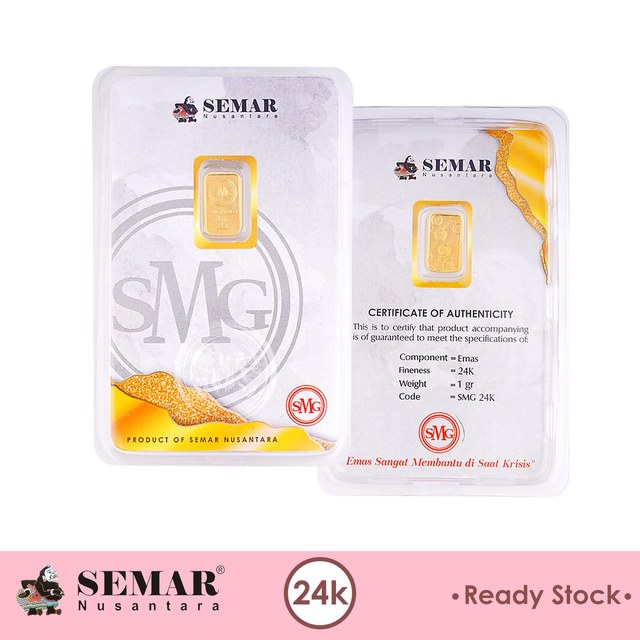 SEMAR
Nusantara
SMG
SMG
PRODUCT OF SEMAR NUSANTARA
SEMAR
Nusantara
CERTIFICATE OF AUTHENTICITY
This is to certify that product accompanying
is of guaranteed to meet the specifications of:
Component = Emas
Fineness = 24K
Weight = 1 gr
Code = SMG 24K
SMG
Emas Sangat Membantu di Saat Krisis"
SEMAR®
Nusantara
24k
• Ready Stock •